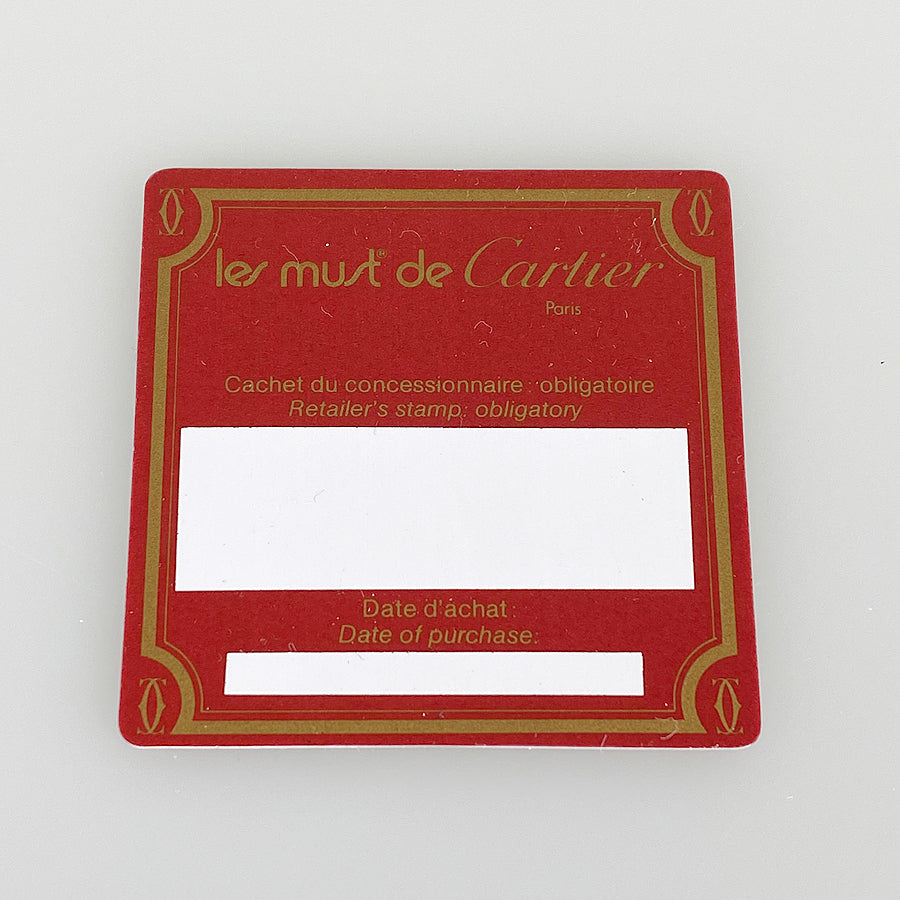 les must® de Cartier
Paris
Cachet du concessionnaire : obligatoire
Retailer's stamp: obligatory
Date d'achat :
Date of purchase: